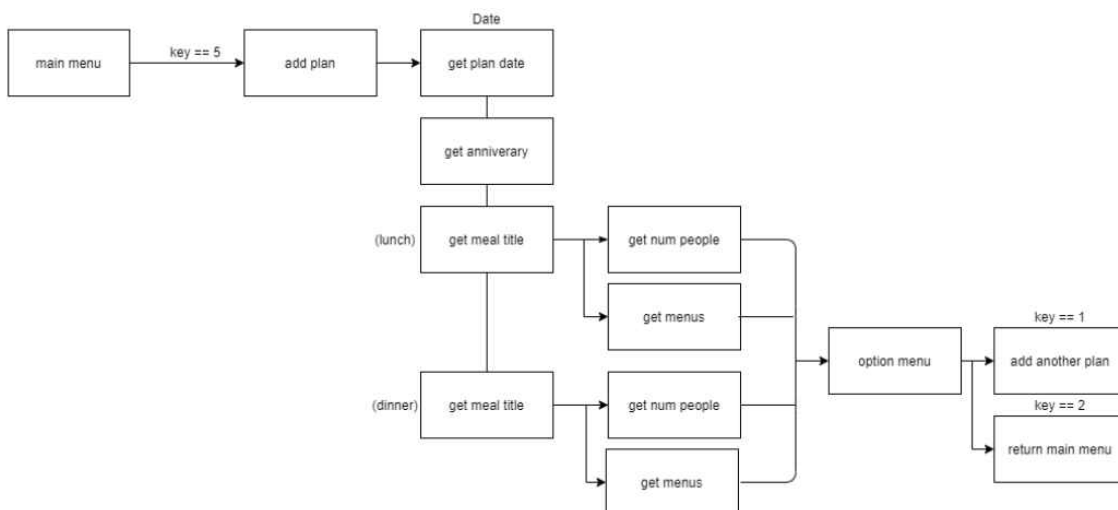 Date
main menu
key == 5
add plan
get plan date
get anniverary
(lunch)
get meal title
get num people
get menus
key == 1
option menu
add another plan
(dinner)
get meal title
get num people
key == 2
get menus
return main menu